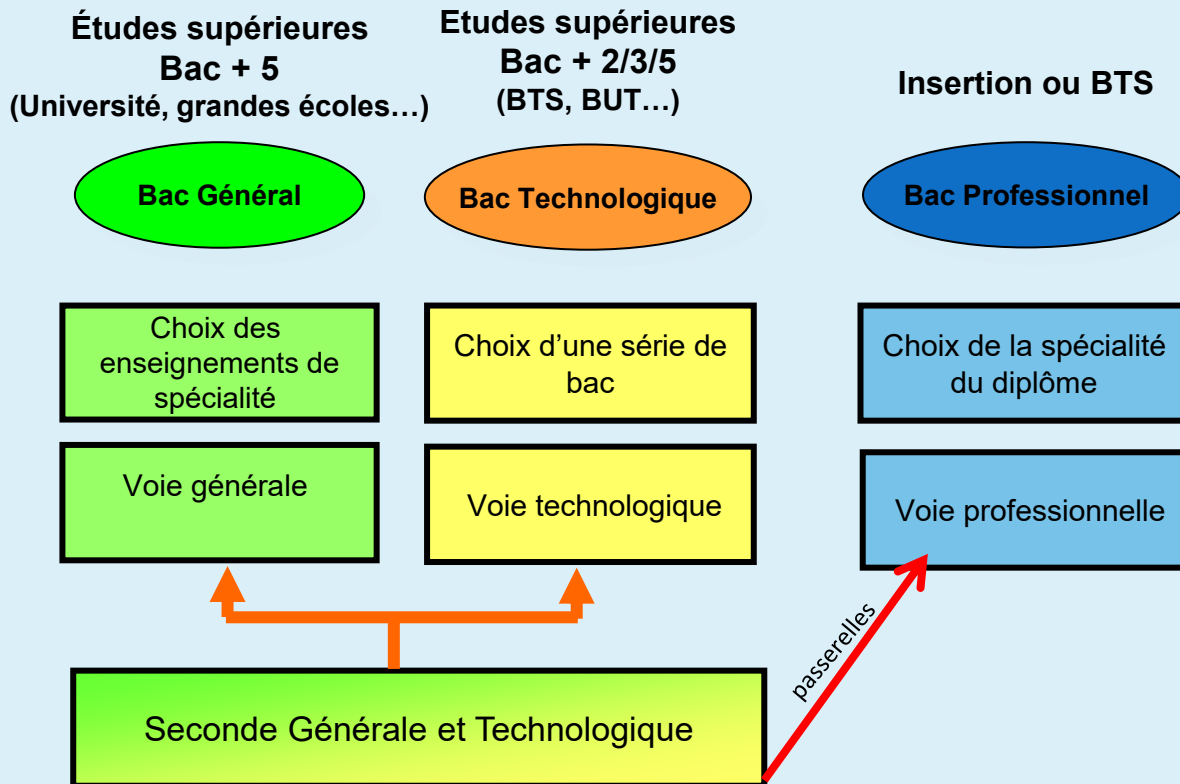 Études supérieures
Bac + 5
(Université, grandes écoles…)
Etudes supérieures
Bac + 2/3/5
(BTS, BUT…)
Insertion ou BTS
Bac Général
Bac Technologique
Bac Professionnel
Choix des
enseignements de
spécialité
Choix d’une série de
bac
Choix de la spécialité
du diplôme
Voie générale
Voie technologique
Voie professionnelle
passerelles
Seconde Générale et Technologique